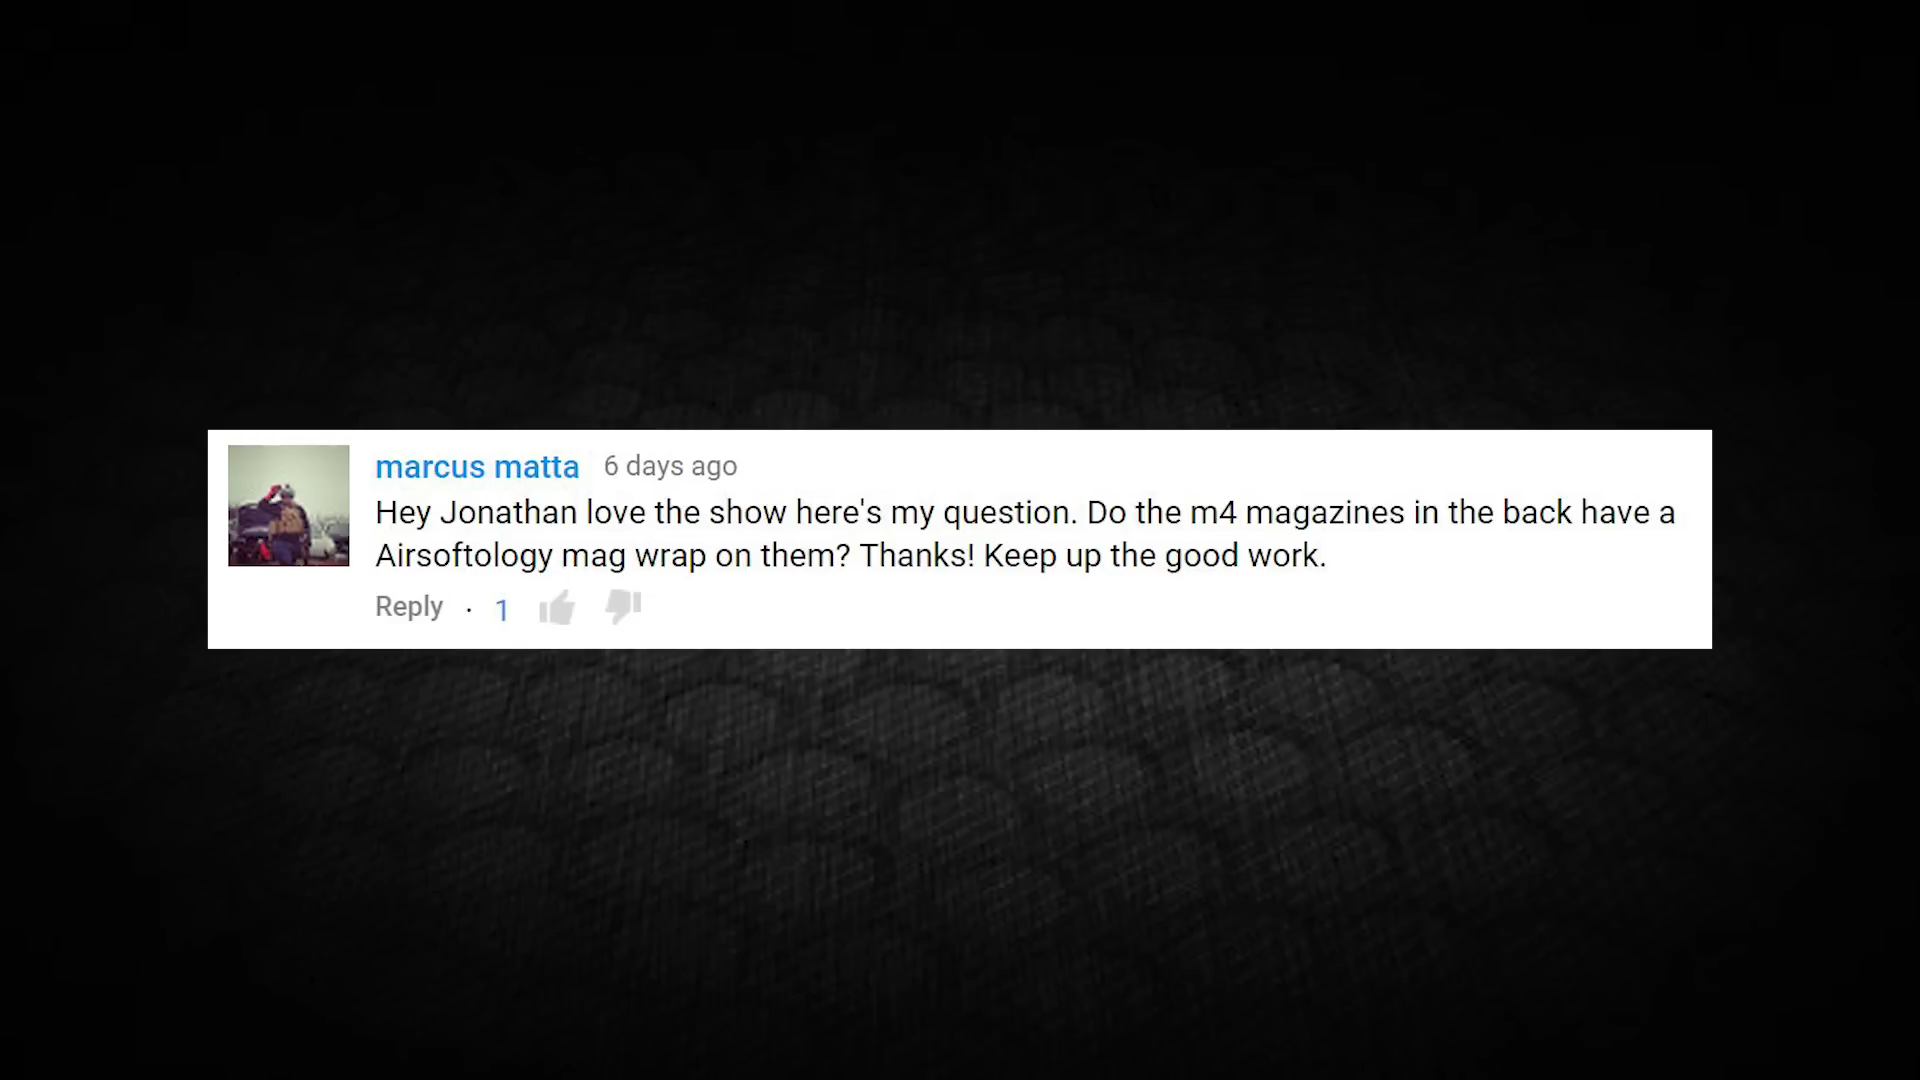 marcus matta 6 days ago
Hey Jonathan love the show here's my question. Do the m4 magazines in the back have a
Airsoftology mag wrap on them? Thanks! Keep up the good work.
Reply · 1